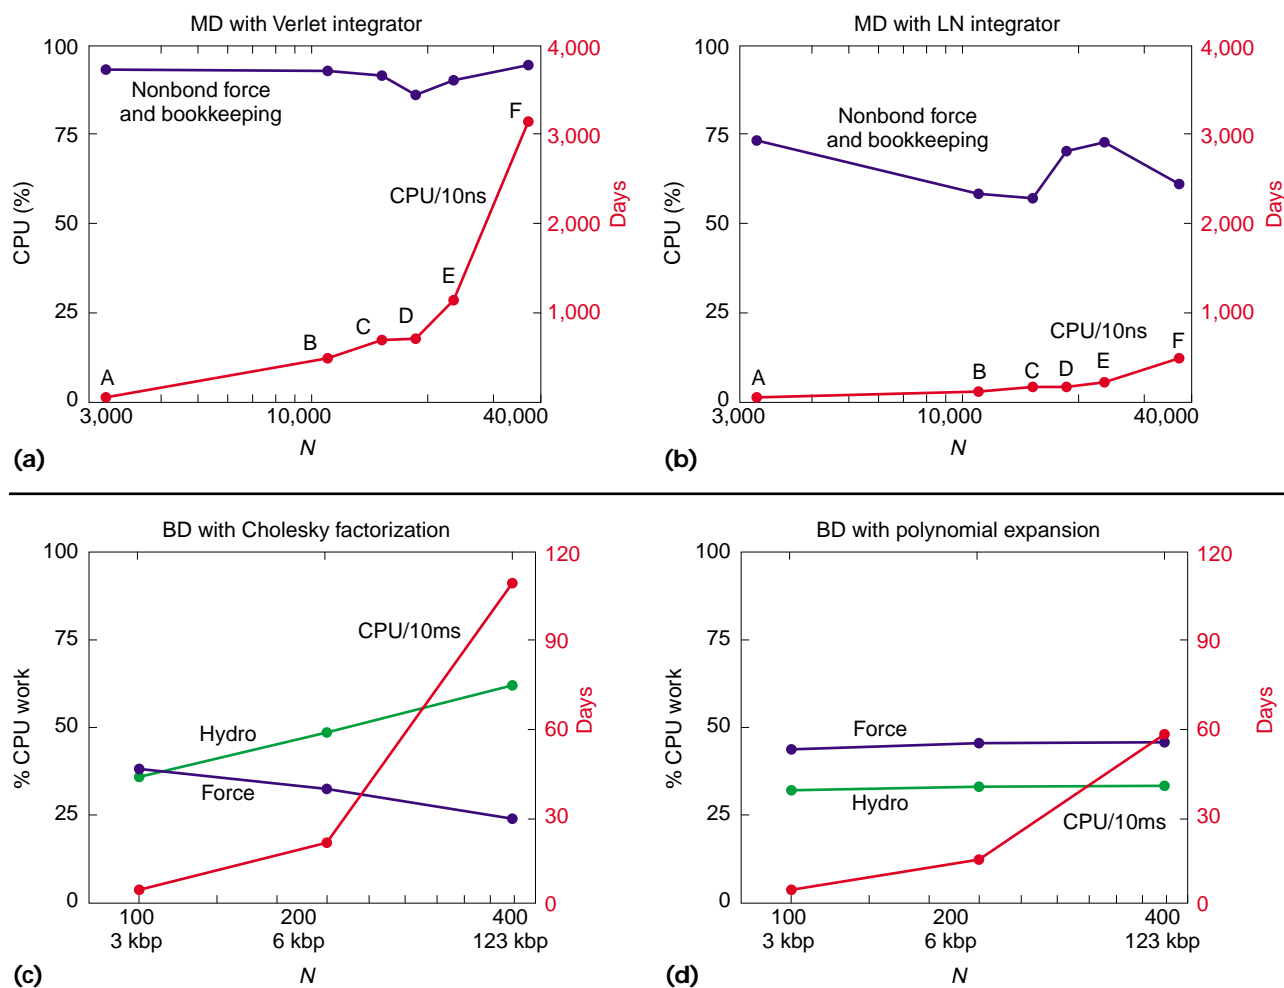 MD with Verlet integrator
100
75
50
25
0
CPU (%)
4,000
3,000
2,000
1,000
0
Days
Nonbond force
and bookkeeping
CPU/10ns
A
B
C
D
E
F
3,000
10,000
40,000
N
(a)
MD with LN integrator
100
75
50
25
0
CPU (%)
4,000
3,000
2,000
1,000
0
Days
Nonbond force
and bookkeeping
CPU/10ns
A
B
C
D
E
F
3,000
10,000
40,000
N
(b)
BD with Cholesky factorization
100
75
50
25
0
% CPU work
120
90
60
30
0
Days
CPU/10ms
Hydro
Force
100
200
400
3 kbp
6 kbp
123 kbp
N
(c)
BD with polynomial expansion
100
75
50
25
0
% CPU work
120
90
60
30
0
Days
Force
Hydro
CPU/10ms
100
200
400
3 kbp
6 kbp
123 kbp
N
(d)